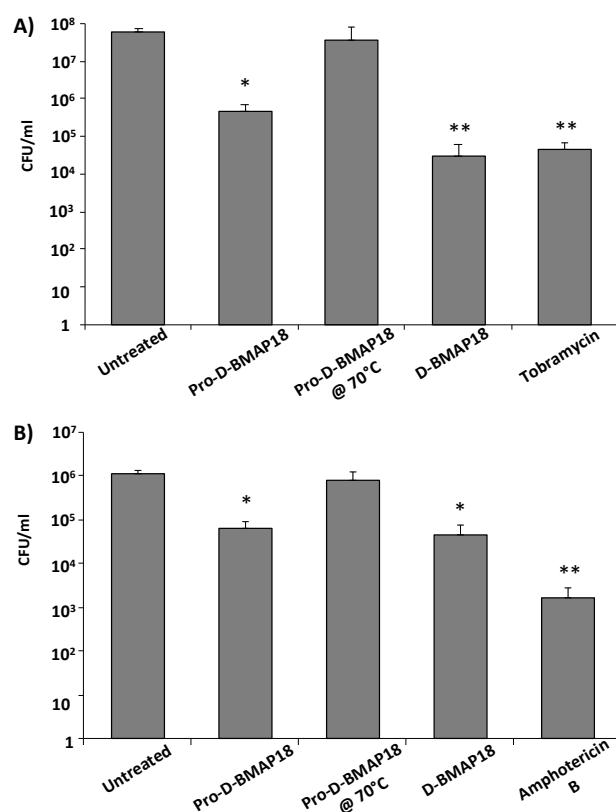 A)
10⁸
10⁷
10⁶
10⁵
10⁴
10³
10²
10
1
CFU/ml
*
**
**
Untreated
Pro-D-BMAP18
Pro-D-BMAP18
@ 70°C
D-BMAP18
Tobramycin
B)
10⁷
10⁶
10⁵
10⁴
10³
10²
10
1
CFU/ml
*
*
**
Untreated
Pro-D-BMAP18
Pro-D-BMAP18
@ 70°C
D-BMAP18
Amphotericin
B